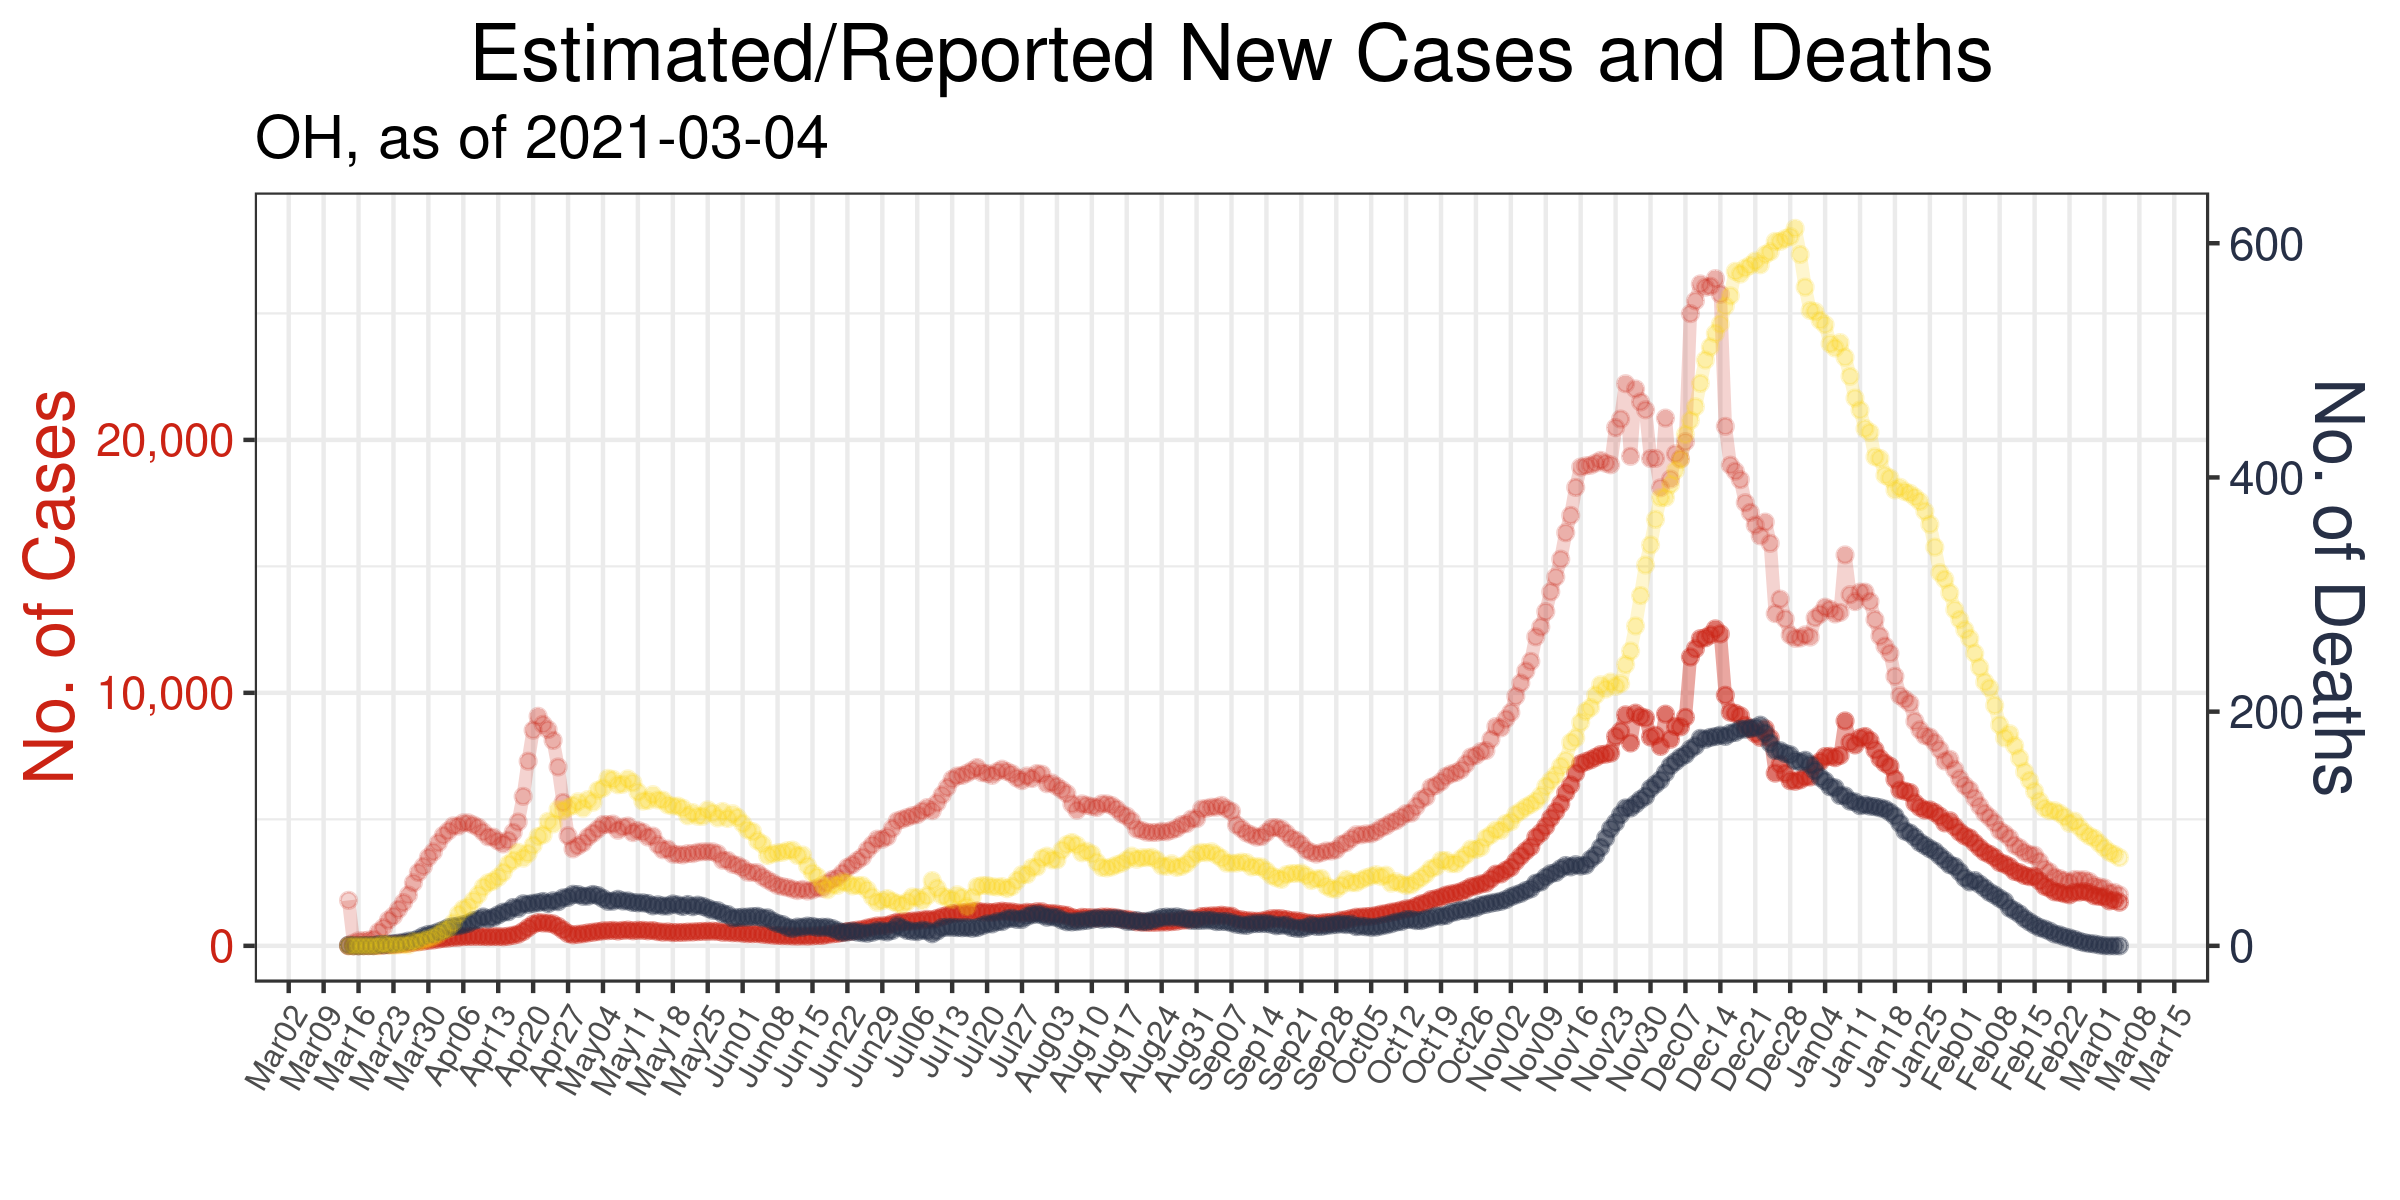 Estimated/Reported New Cases and Deaths
OH, as of 2021-03-04
No. of Cases
20,000
10,000
0
600
400
200
0
No. of Deaths
Mar02
Mar09
Mar16
Mar23
Mar30
Apr06
Apr13
Apr20
Apr27
May04
May11
May18
May25
Jun01
Jun08
Jun15
Jun22
Jun29
Jul06
Jul13
Jul20
Jul27
Aug03
Aug10
Aug17
Aug24
Aug31
Sep07
Sep14
Sep21
Sep28
Oct05
Oct12
Oct19
Oct26
Nov02
Nov09
Nov16
Nov23
Nov30
Dec07
Dec14
Dec21
Dec28
Jan04
Jan11
Jan18
Jan25
Feb01
Feb08
Feb15
Feb22
Mar01
Mar08
Mar15